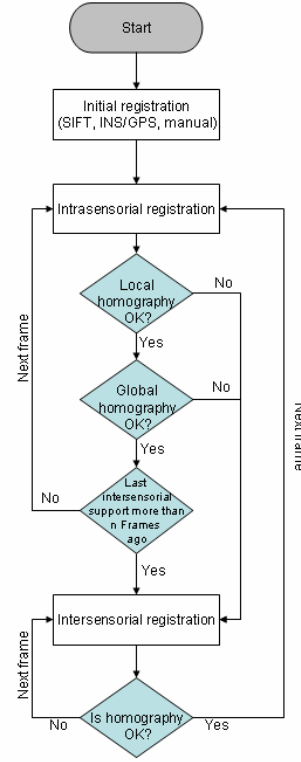 Start
Initial registration
(SIFT, INS/GPS, manual)
Intrasensorial registration
Local
homography
OK?
No
Yes
Next frame
Global
homography
OK?
No
Yes
Next frame
Last
intersensorial
support more than
n Frames
ago
No
Yes
Intersensorial registration
Next frame
Is homography
OK?
No
Yes